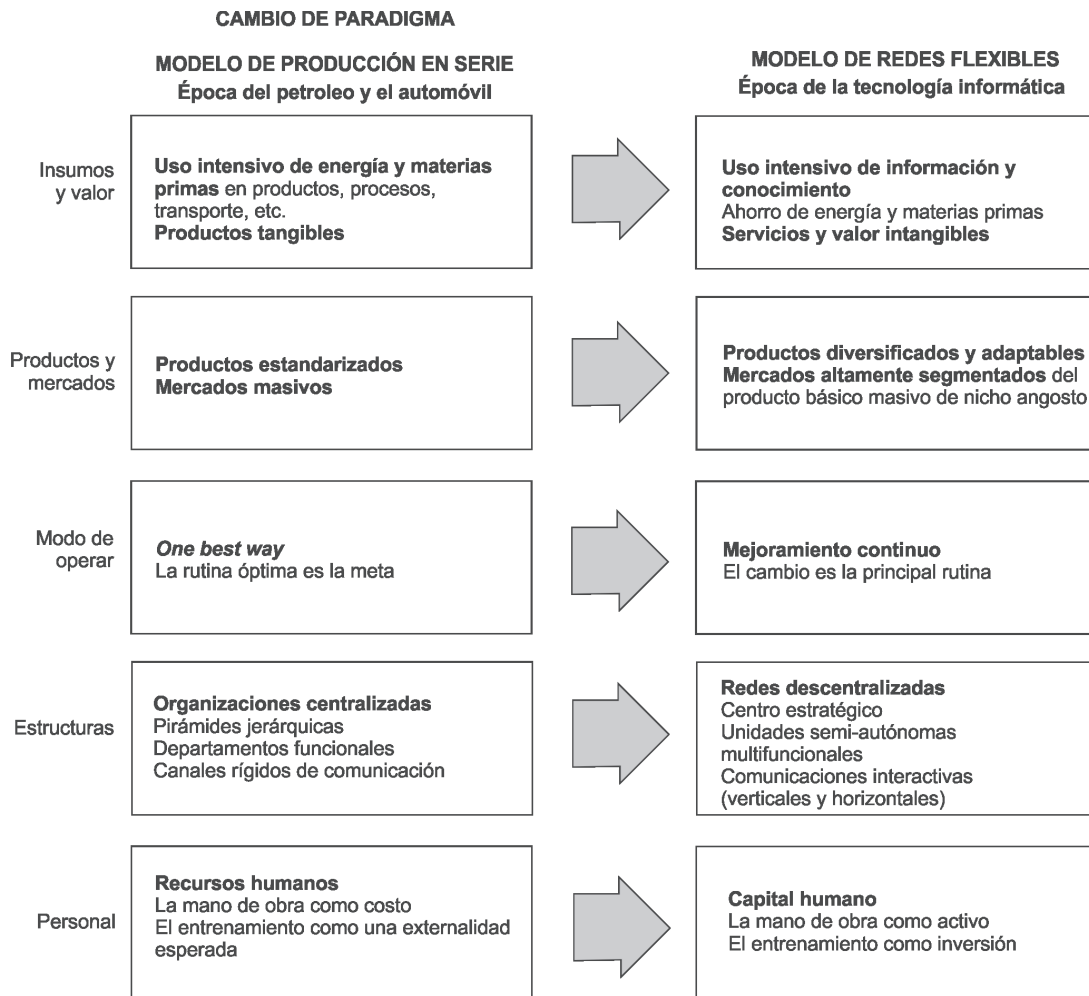 CAMBIO DE PARADIGMA
MODELO DE PRODUCCIÓN EN SERIE
Época del petroleo y el automóvil
MODELO DE REDES FLEXIBLES
Época de la tecnología informática
Insumos
y valor
Uso intensivo de energía y materias
primas en productos, procesos,
transporte, etc.
Productos tangibles
Uso intensivo de información y
conocimiento
Ahorro de energía y materias primas
Servicios y valor intangibles
Productos y
mercados
Productos estandarizados
Mercados masivos
Productos diversificados y adaptables
Mercados altamente segmentados del
producto básico masivo de nicho angosto
Modo de
operar
One best way
La rutina óptima es la meta
Mejoramiento continuo
El cambio es la principal rutina
Estructuras
Organizaciones centralizadas
Pirámides jerárquicas
Departamentos funcionales
Canales rígidos de comunicación
Redes descentralizadas
Centro estratégico
Unidades semi-autónomas
multifuncionales
Comunicaciones interactivas
(verticales y horizontales)
Personal
Recursos humanos
La mano de obra como costo
El entrenamiento como una externalidad
esperada
Capital humano
La mano de obra como activo
El entrenamiento como inversión